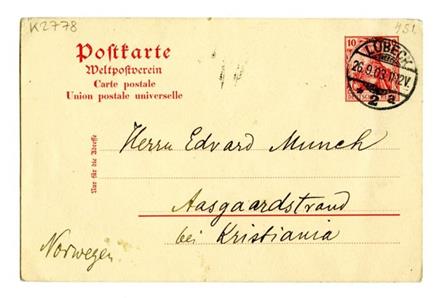 K2778
Postkarte
Weltpostverein
Carte postale
Union postale universelle
10
LÜBECK
26.9.03.11-12V.
* 2 a
Nur für die Adresse
Herrn Edvard Munch
Aasgaardstrand
bei Kristiania
Norwegen